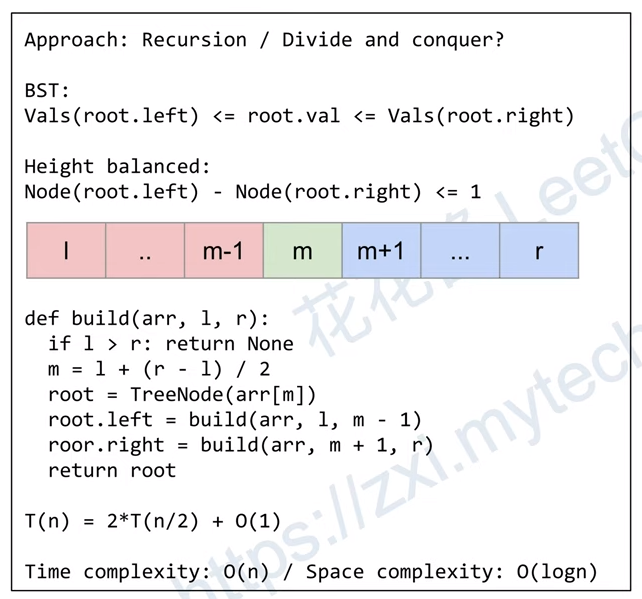 Approach: Recursion / Divide and conquer?
BST:
Vals(root.left) <= root.val <= Vals(root.right)
Height balanced:
Node(root.left) - Node(root.right) <= 1
l .. m-1 m m+1 ... r
def build(arr, l, r):
  if l > r: return None
  m = l + (r - l) / 2
  root = TreeNode(arr[m])
  root.left = build(arr, l, m - 1)
  roor.right = build(arr, m + 1, r)
  return root
T(n) = 2*T(n/2) + O(1)
Time complexity: O(n) / Space complexity: O(logn)
花花 LeetC
https://zxi.mytech